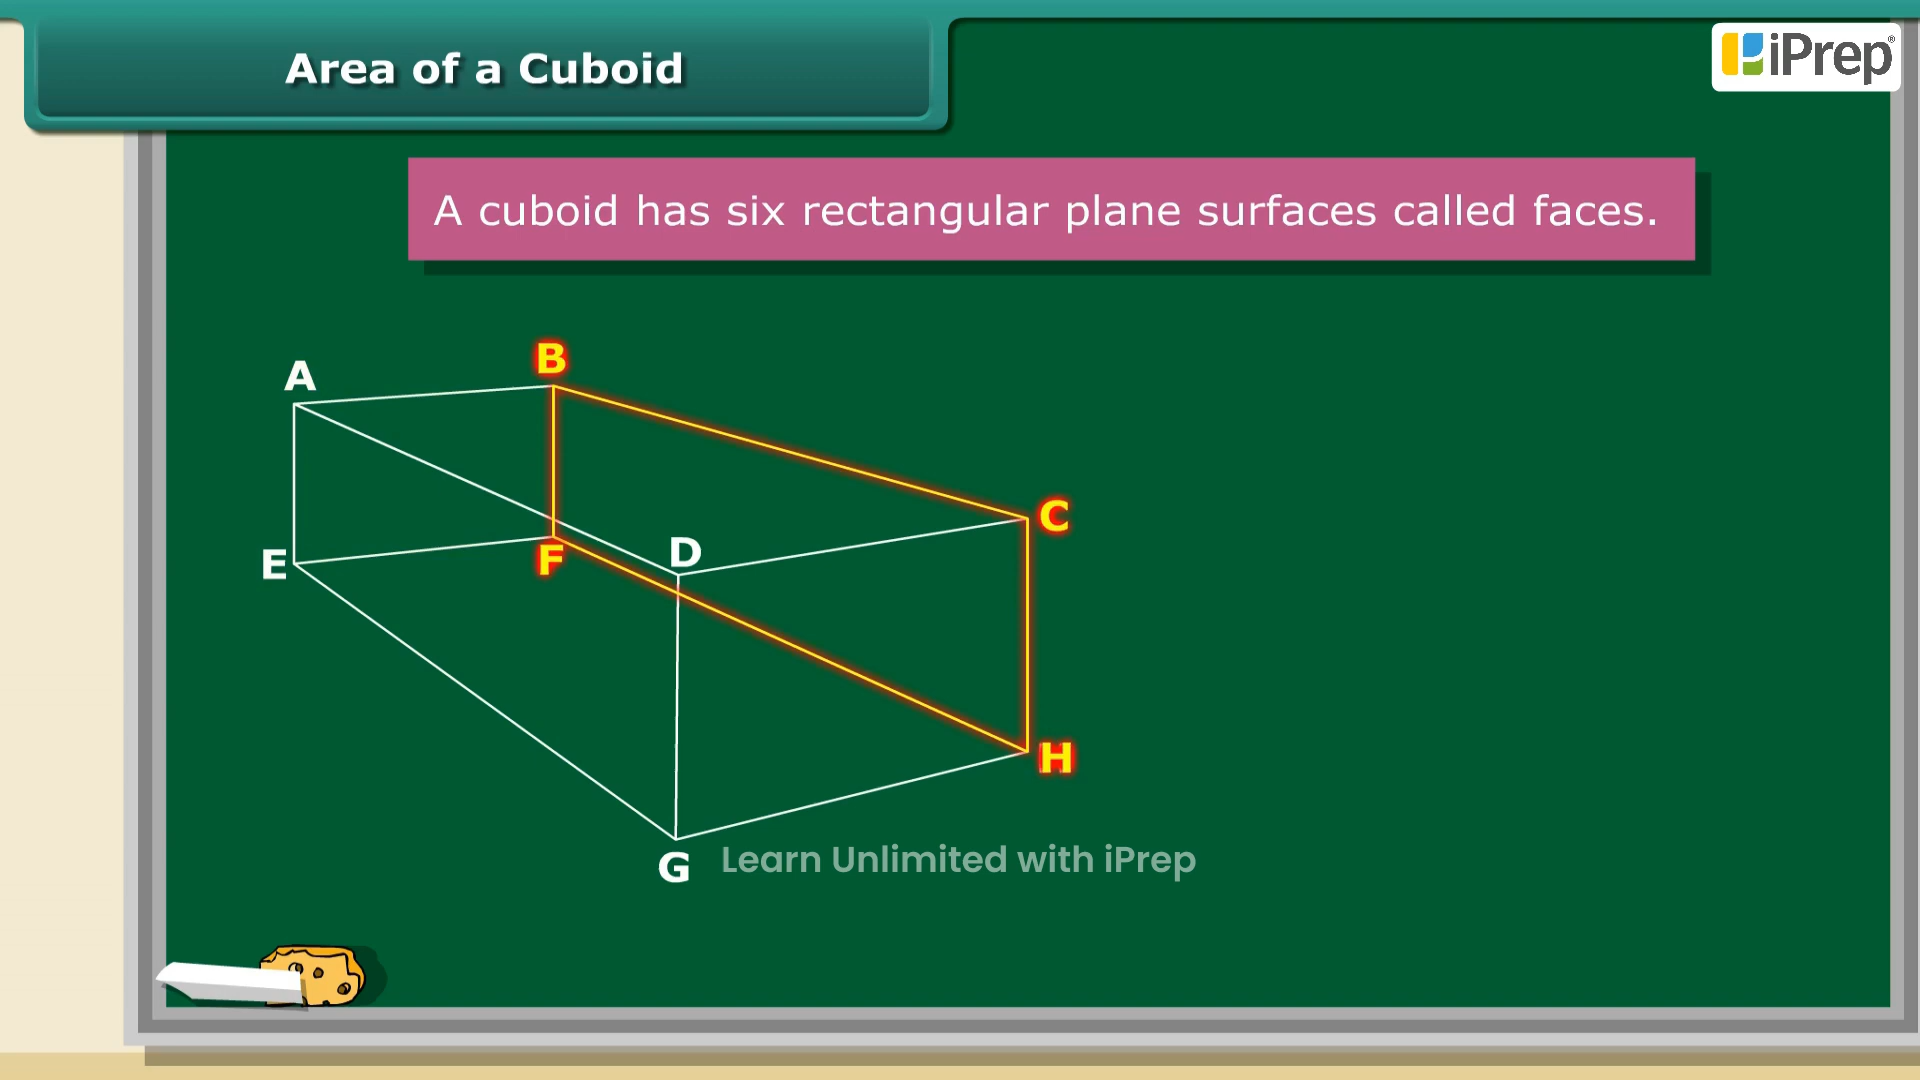 Area of a Cuboid
iPrep®
A cuboid has six rectangular plane surfaces called faces.
A
B
C
D
E
F
H
G
Learn Unlimited with iPrep